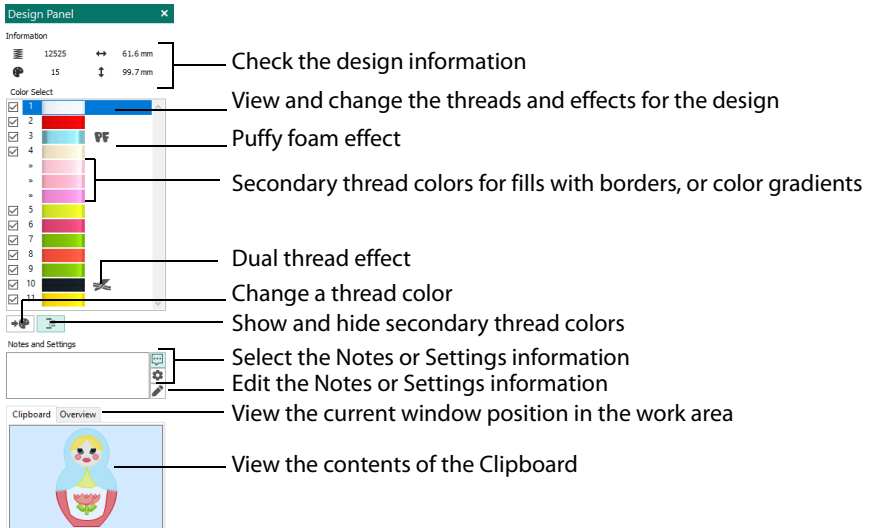 Design Panel ×
Information
12525 ↔ 61.6 mm
15 ↕ 99.7 mm
Check the design information
Color Select
1
View and change the threads and effects for the design
2
3 PF
Puffy foam effect
4
»
»
Secondary thread colors for fills with borders, or color gradients
»
5
6
7
8
Dual thread effect
9
10
Change a thread color
11
Show and hide secondary thread colors
Notes and Settings
Select the Notes or Settings information
Edit the Notes or Settings information
Clipboard Overview
View the current window position in the work area
View the contents of the Clipboard